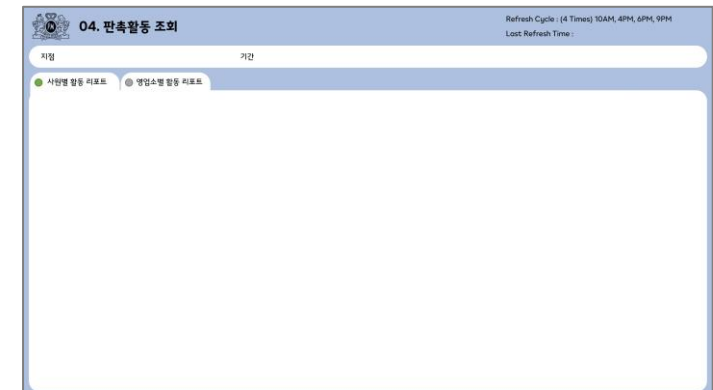 04. 판촉활동 조회
Refresh Cycle : (4 Times) 10AM, 4PM, 6PM, 9PM
Last Refresh Time :
지점
기간
사원별 활동 리포트
영업소별 활동 리포트